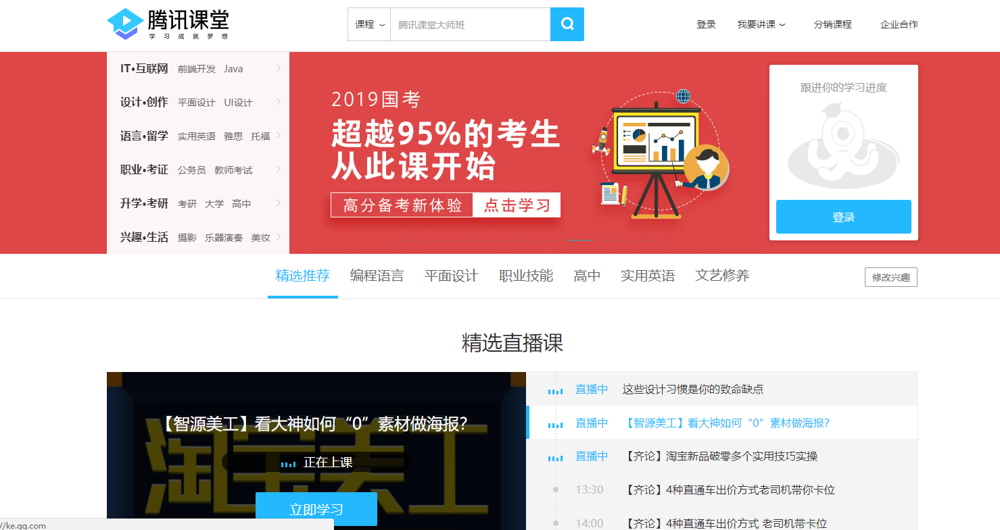 腾讯课堂
学习成就梦想
课程 腾讯课堂大师班
登录 我要讲课 分销课程 企业合作
IT•互联网 前端开发 Java
设计•创作 平面设计 UI设计
语言•留学 实用英语 雅思 托福
职业•考证 公务员 教师考试
升学•考研 考研 大学 高中
兴趣•生活 摄影 乐器演奏 美妆
2019国考
超越95%的考生
从此课开始
高分备考新体验 点击学习
跟进你的学习进度
登录
精选推荐 编程语言 平面设计 职业技能 高中 实用英语 文艺修养
修改兴趣
精选直播课
淘宝美工
【智源美工】看大神如何“0”素材做海报？
正在上课
立即学习
直播中 这些设计习惯是你的致命缺点
直播中 【智源美工】看大神如何“0”素材做海报？
直播中 【齐论】淘宝新品破零多个实用技巧实操
13:30 【齐论】4种直通车出价方式老司机带你卡位
14:00 【齐论】4种直通车出价方式 老司机带卡位
//ke.qq.com